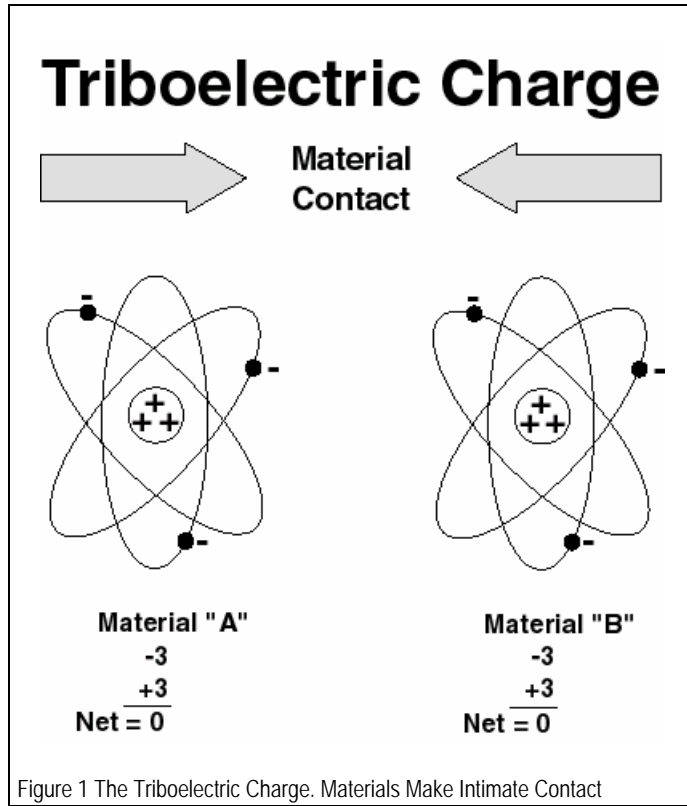 Triboelectric Charge
Material
Contact
- -
- -
+ +
+ + + +
- -
Material "A" Material "B"
-3 -3
+3 +3
Net = 0 Net = 0
Figure 1 The Triboelectric Charge. Materials Make Intimate Contact